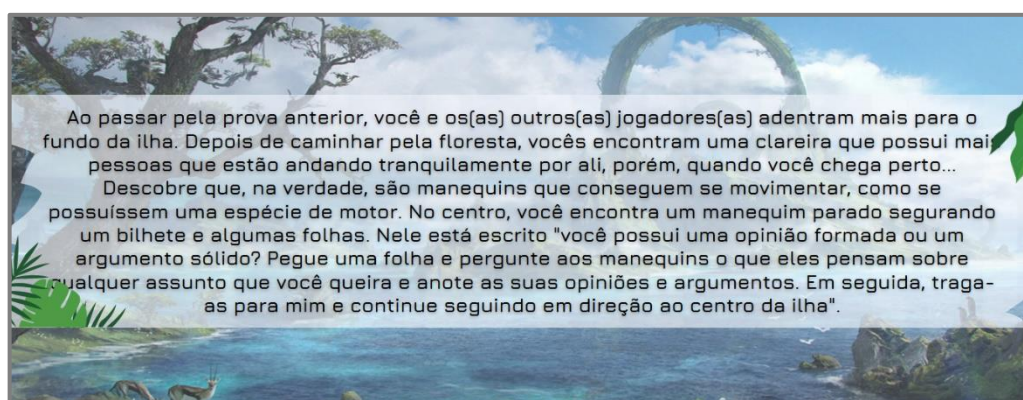 Ao passar pela prova anterior, você e os(as) outros(as) jogadores(as) adentram mais para o
fundo da ilha. Depois de caminhar pela floresta, vocês encontram uma clareira que possui mais
pessoas que estão andando tranquilamente por ali, porém, quando você chega perto...
Descobre que, na verdade, são manequins que conseguem se movimentar, como se
possuíssem uma espécie de motor. No centro, você encontra um manequim parado segurando
um bilhete e algumas folhas. Nele está escrito "você possui uma opinião formada ou um
argumento sólido? Pegue uma folha e pergunte aos manequins o que eles pensam sobre
qualquer assunto que você queira e anote as suas opiniões e argumentos. Em seguida, traga-
as para mim e continue seguindo em direção ao centro da ilha".